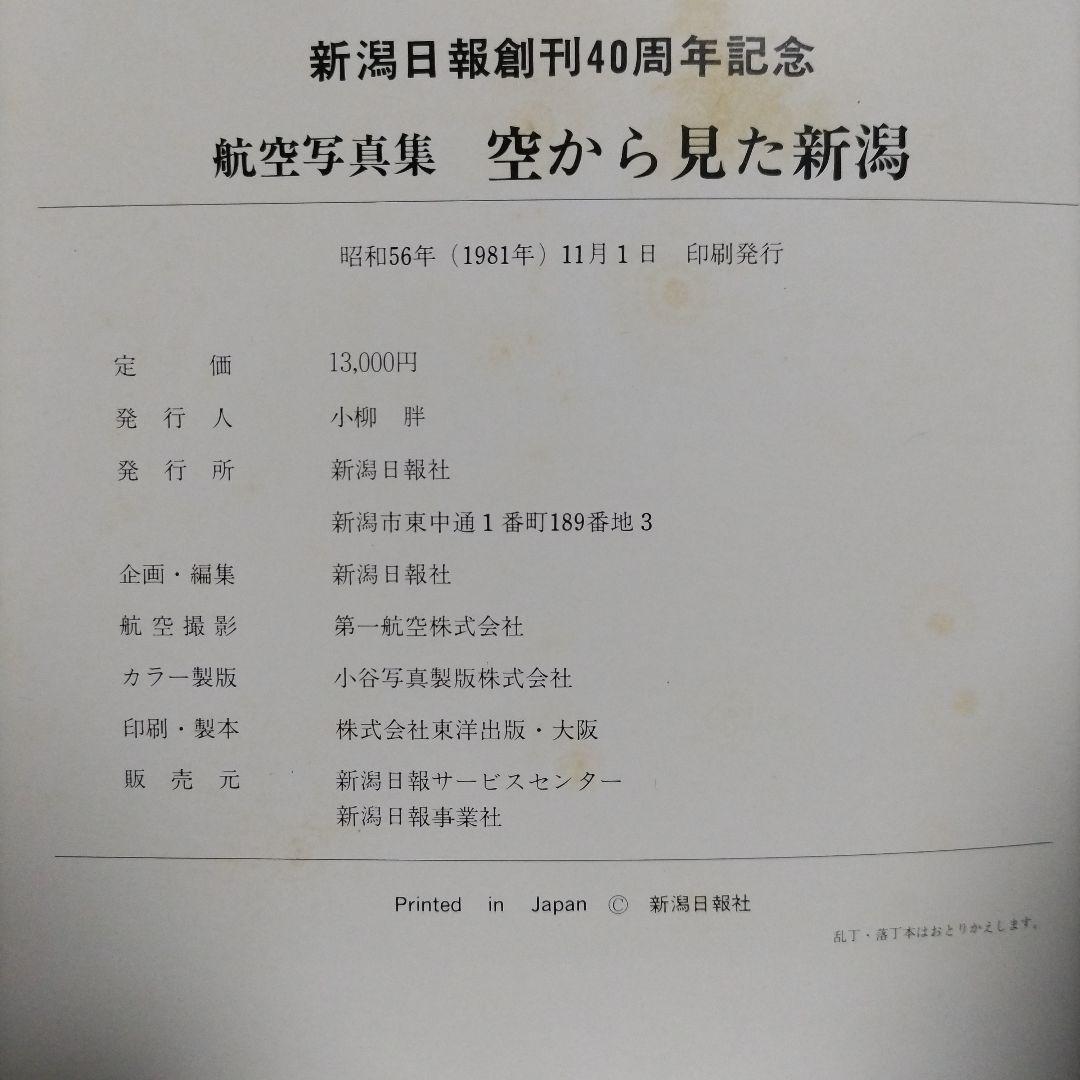 新潟日報創刊40周年記念
航空写真集 空から見た新潟
昭和56年（1981年）11月1日 印刷発行
定価 13,000円
発行人 小柳 胖
発行所 新潟日報社
新潟市東中通1番町189番地3
企画・編集 新潟日報社
航空撮影 第一航空株式会社
カラー製版 小谷写真製版株式会社
印刷・製本 株式会社東洋出版・大阪
販売元 新潟日報サービスセンター
新潟日報事業社
Printed in Japan © 新潟日報社
乱丁・落丁本はおとりかえします。